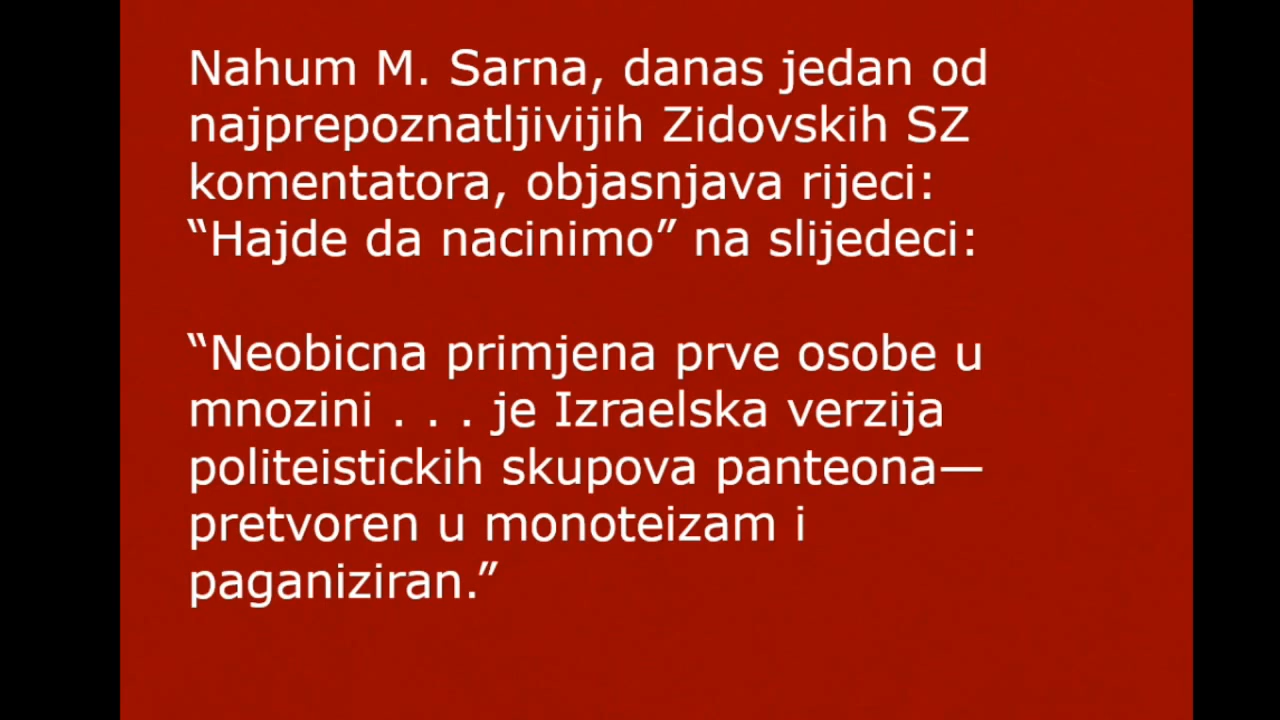 Nahum M. Sarna, danas jedan od
najprepoznatljivijih Zidovskih SZ
komentatora, objasnjava rijeci:
“Hajde da nacinimo” na slijedeci:
“Neobicna primjena prve osobe u
mnozini . . . je Izraelska verzija
politeistickih skupova panteona—
pretvoren u monoteizam i
paganiziran.”